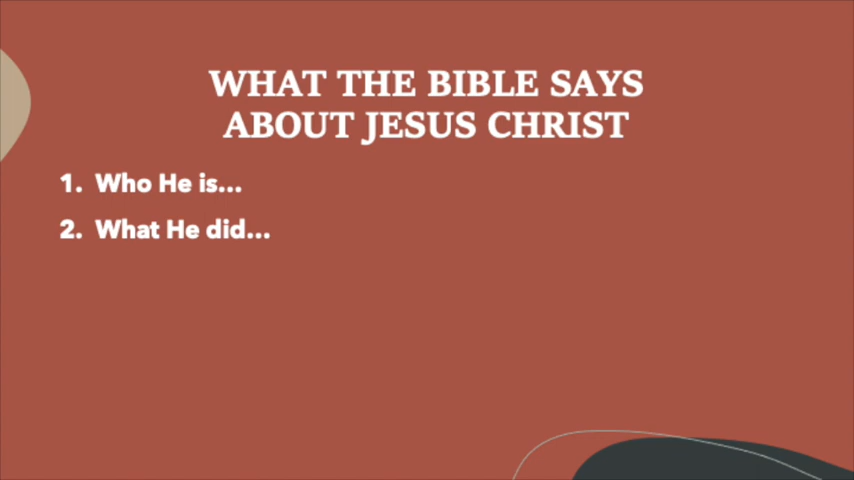 WHAT THE BIBLE SAYS
ABOUT JESUS CHRIST
1. Who He is...
2. What He did...